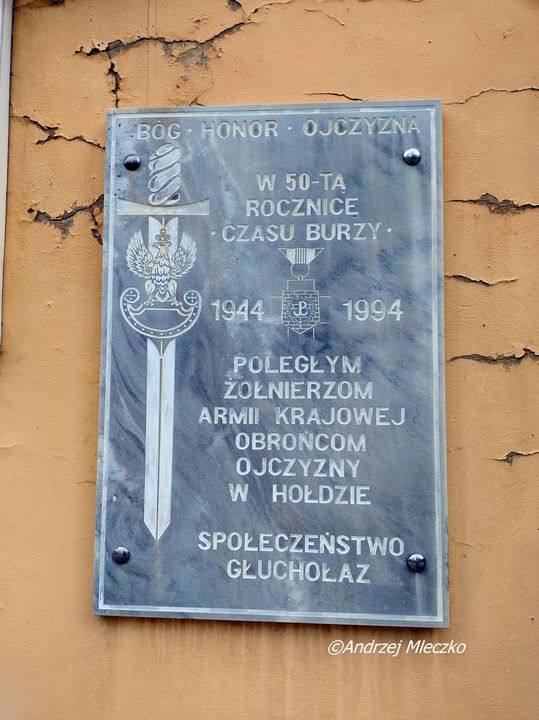 BÓG · HONOR · OJCZYZNA
W 50-TĄ
ROCZNICĘ
· CZASU BURZY ·
1944 1994
POLEGŁYM
ŻOŁNIERZOM
ARMII KRAJOWEJ
OBROŃCOM
OJCZYZNY
W HOŁDZIE
SPOŁECZEŃSTWO
GŁUCHOŁAZ
©Andrzej Mleczko